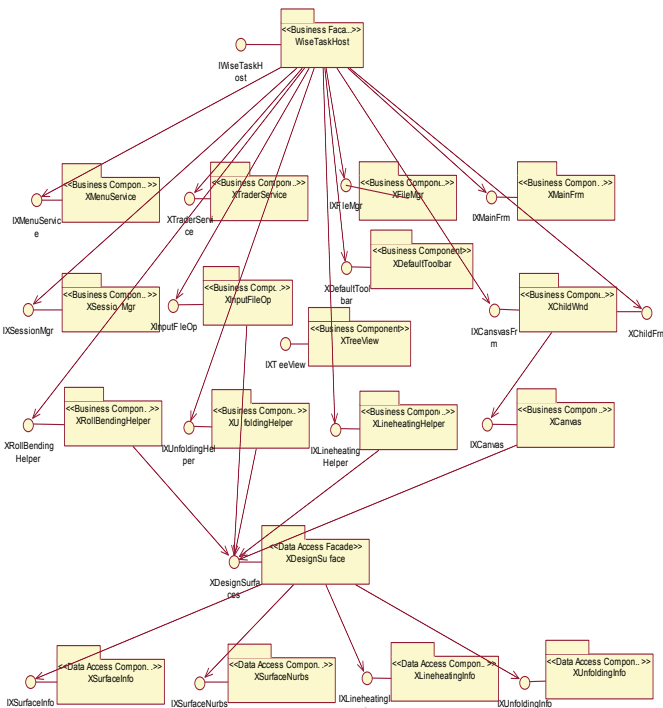 <<Business Faca...>>
WiseTaskHost
IWiseTaskH
ost
<<Business Compon...>>
XMenuService
IXMenuServic
e
<<Business Compon...>>
XTraderService
XTraderServi
ce
<<Business Compon...>>
XFileMgr
IXFileMgr
<<Business Compon...>>
XMainFrm
IXMainFrm
<<Business Component>>
XDefaultToolbar
XDefaultTool
bar
<<Business Compon...>>
XSessionMgr
IXSessionMgr
<<Business Compo...>>
XInputFileOp
XInputFileOp
<<Business Component>>
XTreeView
IXTreeView
<<Business Compon...>>
XChildWnd
IXCansvasFr
m
XChildFrm
<<Business Compon...>>
XRollBendingHelper
XRollBending
Helper
<<Business Compon...>>
XUnfoldingHelper
IXUnfoldingHel
per
<<Business Compon...>>
XLineheatingHelper
IXLineheating
Helper
<<Business Compon...>>
XCanvas
IXCanvas
<<Data Access Facade>>
XDesignSurface
XDesignSurfa
ces
<<Data Access Compon...>>
XSurfaceInfo
IXSurfaceInfo
<<Data Access Compon...>>
XSurfaceNurbs
IXSurfaceNurbs
<<Data Access Compon...>>
XLineheatingInfo
IXLineheatingI
<<Data Access Compon...>>
XUnfoldingInfo
IXUnfoldingInfo